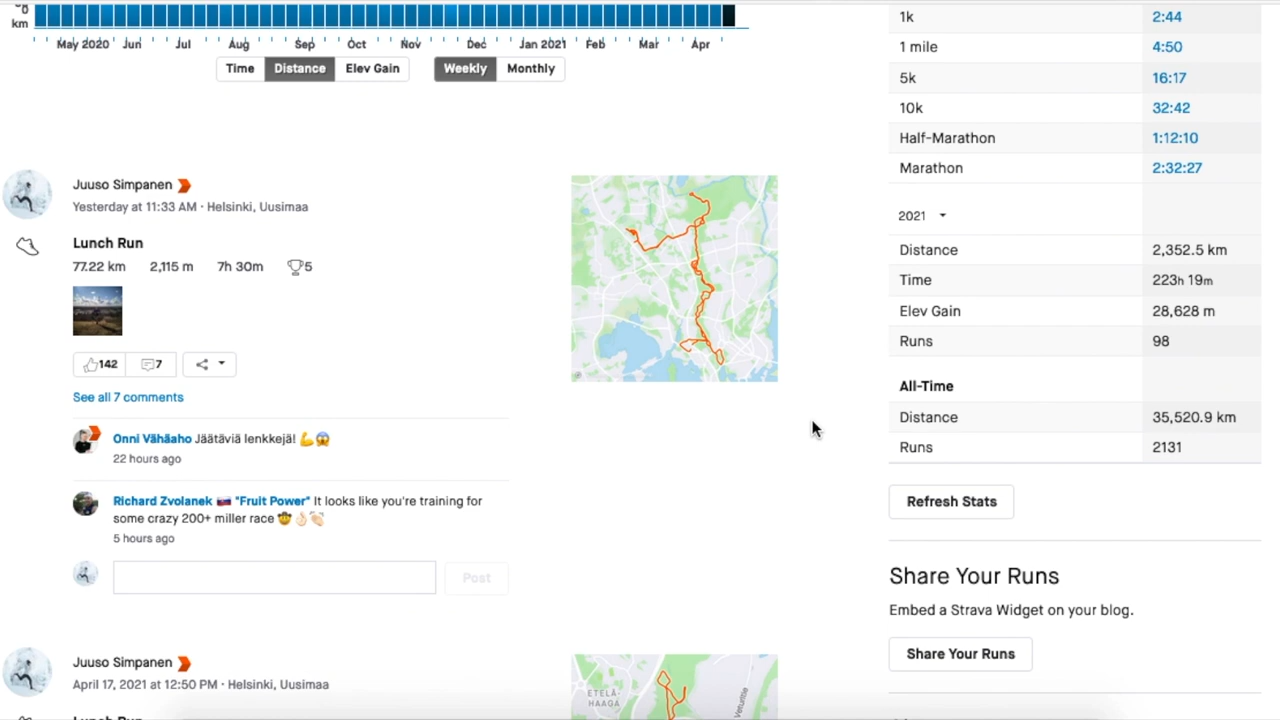 km
May 2020 Jun Jul Aug Sep Oct Nov Dec Jan 2021 Feb Mar Apr
Time Distance Elev Gain Weekly Monthly
Juuso Simpanen
Yesterday at 11:33 AM · Helsinki, Uusimaa
Lunch Run
77.22 km 2,115 m 7h 30m 5
142 7
See all 7 comments
Onni Vähäaho Jäätäviä lenkkejä! 💪😱
22 hours ago
Richard Zvolanek 🇸🇰 "Fruit Power" It looks like you're training for
some crazy 200+ miller race 🤠👌🏻👏🏻
5 hours ago
Post
Juuso Simpanen
April 17, 2021 at 12:50 PM · Helsinki, Uusimaa
Lunch Run
ETELÄ-
HAAGA
1k 2:44
1 mile 4:50
5k 16:17
10k 32:42
Half-Marathon 1:12:10
Marathon 2:32:27
2021
Distance 2,352.5 km
Time 223h 19m
Elev Gain 28,628 m
Runs 98
All-Time
Distance 35,520.9 km
Runs 2131
Refresh Stats
Share Your Runs
Embed a Strava Widget on your blog.
Share Your Runs